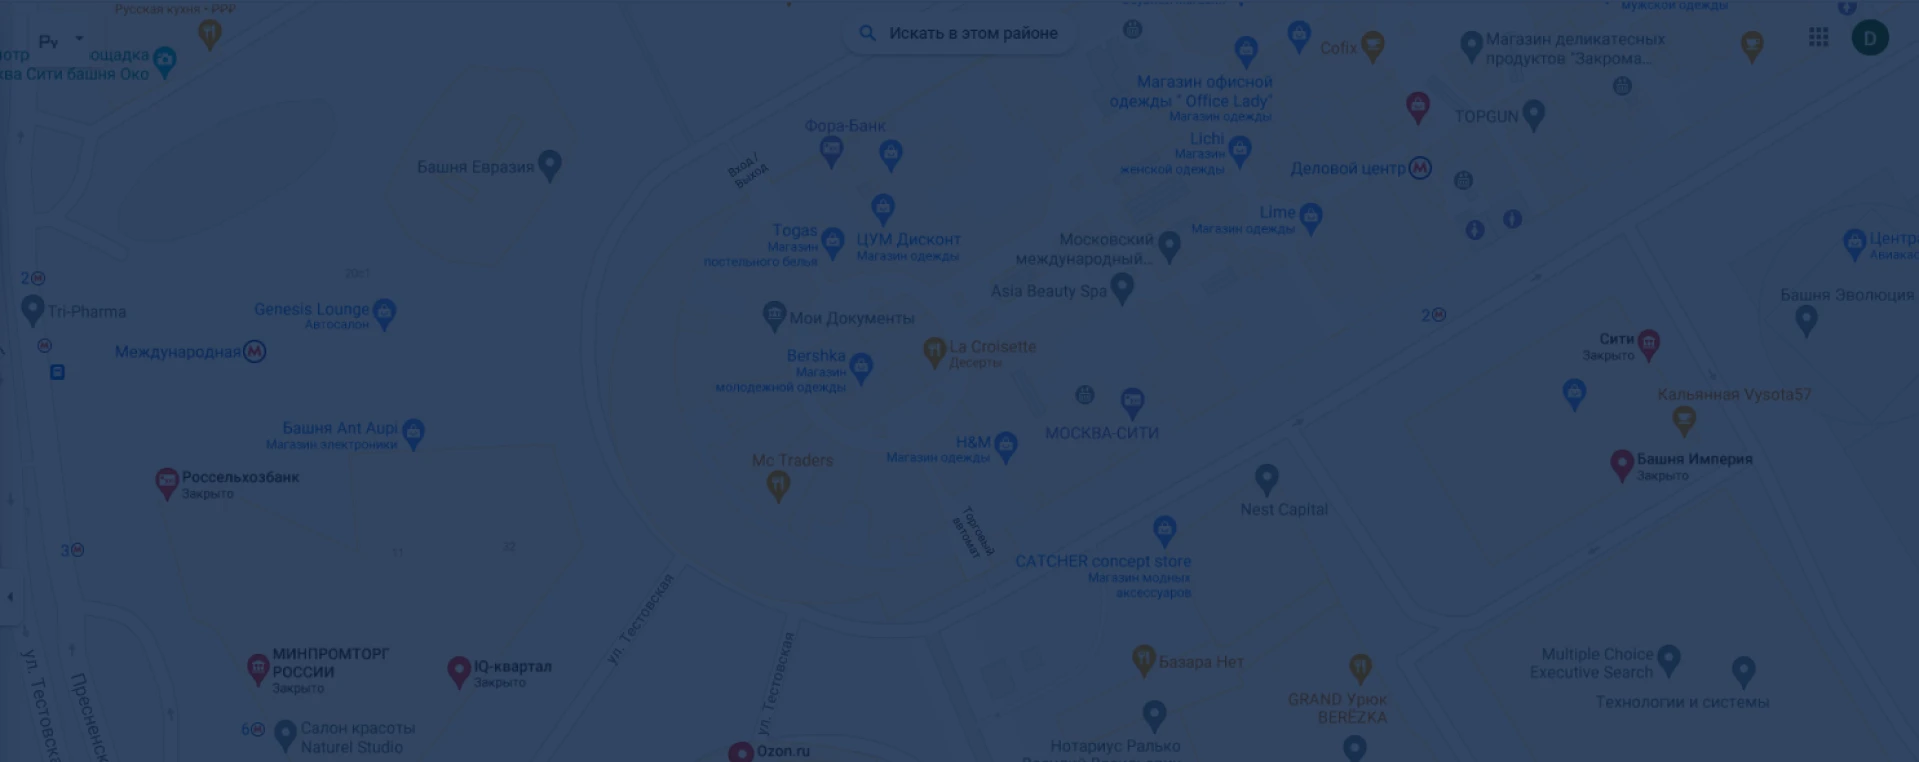 Русская кухня · ₽₽₽
ощадка
ква Сити башня Око
Искать в этом районе
мужской одежды
D
Cofix
Магазин деликатесных
продуктов "Закрома...
Магазин офисной
одежды " Office Lady"
Магазин одежды
TOPGUN
Фора-Банк
Lichi
Магазин
женской одежды
Деловой центр
Башня Евразия
Вход /
Выход
Lime
Магазин одежды
Togas
Магазин
постельного белья
ЦУМ Дисконт
Магазин одежды
Московский
международный...
Центр
Авиакас
2
Tri-Pharma
Genesis Lounge
Автосалон
Asia Beauty Spa
Башня Эволюция
Мои Документы
2
Международная
La Croisette
Десерты
Bershka
Магазин
молодежной одежды
Сити
Закрыто
Кальянная Vysota57
Башня Ant Aupi
Магазин электроники
МОСКВА-СИТИ
H&M
Магазин одежды
Mc Traders
Башня Империя
Закрыто
Россельхозбанк
Закрыто
Nest Capital
Торговый
автомат
3
11
32
CATCHER concept store
Магазин модных
аксессуаров
ул. Тестовская
ул. Тестовская
ул. Тестовска
Пресненск
МИНПРОМТОРГ
РОССИИ
Закрыто
IQ-квартал
Закрыто
Базара Нет
GRAND Урюк
BERЁZKA
Multiple Choice
Executive Search
Технологии и системы
6
Салон красоты
Naturel Studio
Ozon.ru
Нотариус Ралько